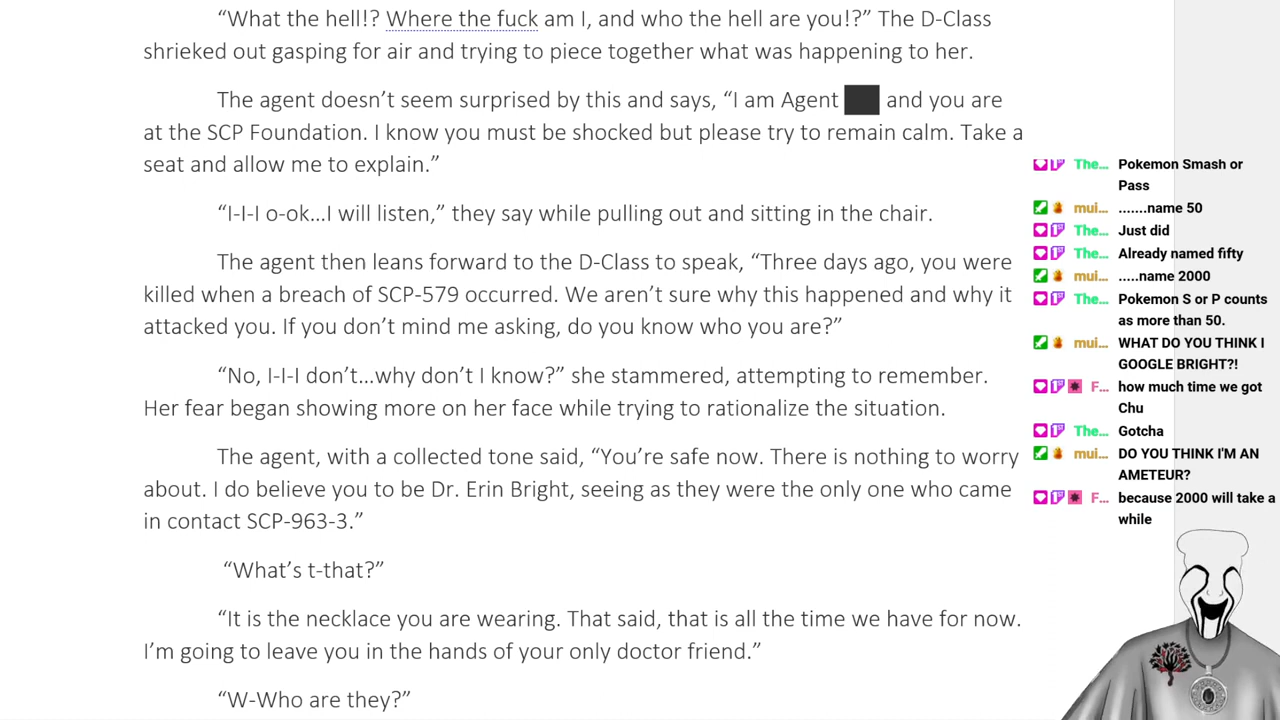 “What the hell!? Where the fuck am I, and who the hell are you!?” The D-Class
shrieked out gasping for air and trying to piece together what was happening to her.
The agent doesn’t seem surprised by this and says, “I am Agent and you are
at the SCP Foundation. I know you must be shocked but please try to remain calm. Take a
seat and allow me to explain.”
“I-I-I o-ok...I will listen,” they say while pulling out and sitting in the chair.
The agent then leans forward to the D-Class to speak, “Three days ago, you were
killed when a breach of SCP-579 occurred. We aren’t sure why this happened and why it
attacked you. If you don’t mind me asking, do you know who you are?”
“No, I-I-I don’t...why don’t I know?” she stammered, attempting to remember.
Her fear began showing more on her face while trying to rationalize the situation.
The agent, with a collected tone said, “You’re safe now. There is nothing to worry
about. I do believe you to be Dr. Erin Bright, seeing as they were the only one who came
in contact SCP-963-3.”
“What’s t-that?”
“It is the necklace you are wearing. That said, that is all the time we have for now.
I’m going to leave you in the hands of your only doctor friend.”
“W-Who are they?”
The... Pokemon Smash or
Pass
mui... .......name 50
The... Just did
The... Already named fifty
mui... .....name 2000
The... Pokemon S or P counts
as more than 50.
mui... WHAT DO YOU THINK I
GOOGLE BRIGHT?!
F... how much time we got
Chu
The... Gotcha
mui... DO YOU THINK I'M AN
AMETEUR?
F... because 2000 will take a
while